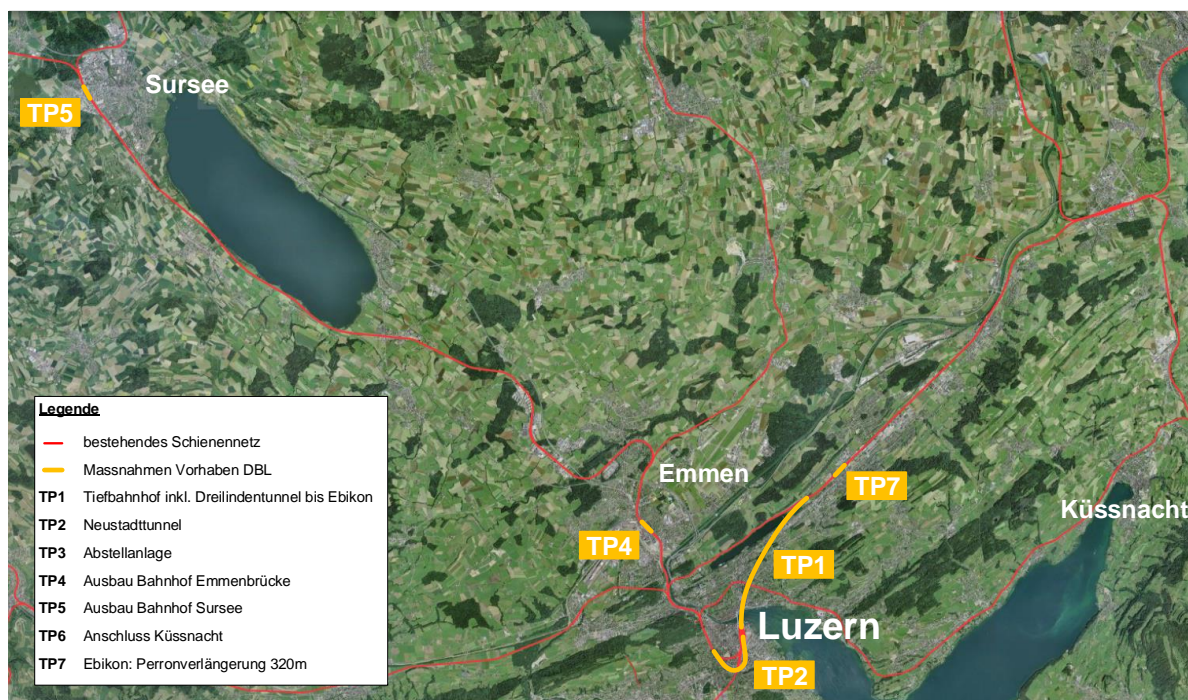 Sursee
TP5
Emmen
TP7
Küssnacht
TP4
TP1
Luzern
TP2
Legende
bestehendes Schienennetz
Massnahmen Vorhaben DBL
TP1 Tiefbahnhof inkl. Dreilindentunnel bis Ebikon
TP2 Neustadttunnel
TP3 Abstellanlage
TP4 Ausbau Bahnhof Emmenbrücke
TP5 Ausbau Bahnhof Sursee
TP6 Anschluss Küssnacht
TP7 Ebikon: Perronverlängerung 320m